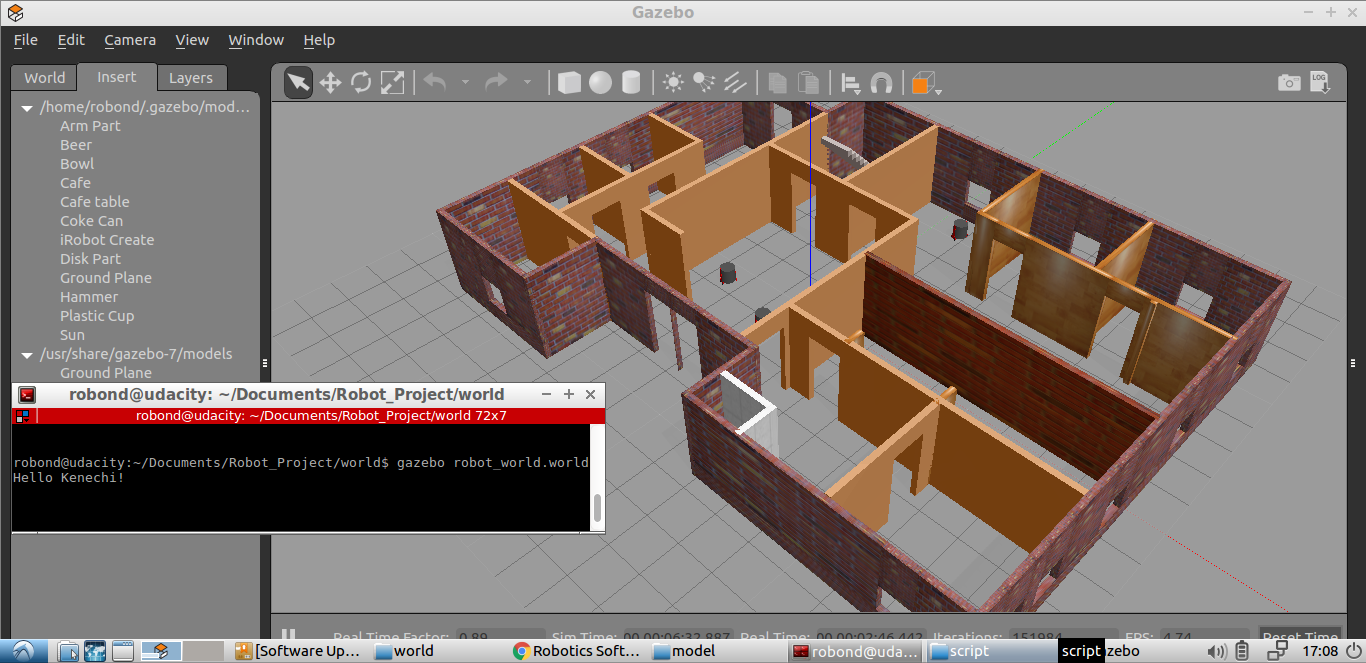 Gazebo
File Edit Camera View Window Help
World Insert Layers
LOG
/home/robond/.gazebo/mod...
Arm Part
Beer
Bowl
Cafe
Cafe table
Coke Can
iRobot Create
Disk Part
Ground Plane
Hammer
Plastic Cup
Sun
/usr/share/gazebo-7/models
Ground Plane
robond@udacity: ~/Documents/Robot_Project/world
robond@udacity: ~/Documents/Robot_Project/world 72x7
robond@udacity:~/Documents/Robot_Project/world$ gazebo robot_world.world
Hello Kenechi!
Real Time Factor: 0.89 Sim Time: 00 00:06:32.887 Real Time: 00 00:02:46.442 Iterations: 151984 FPS: 4.74 Reset Time
[Software Up... world Robotics Soft... model robond@uda... script script zebo 17:08